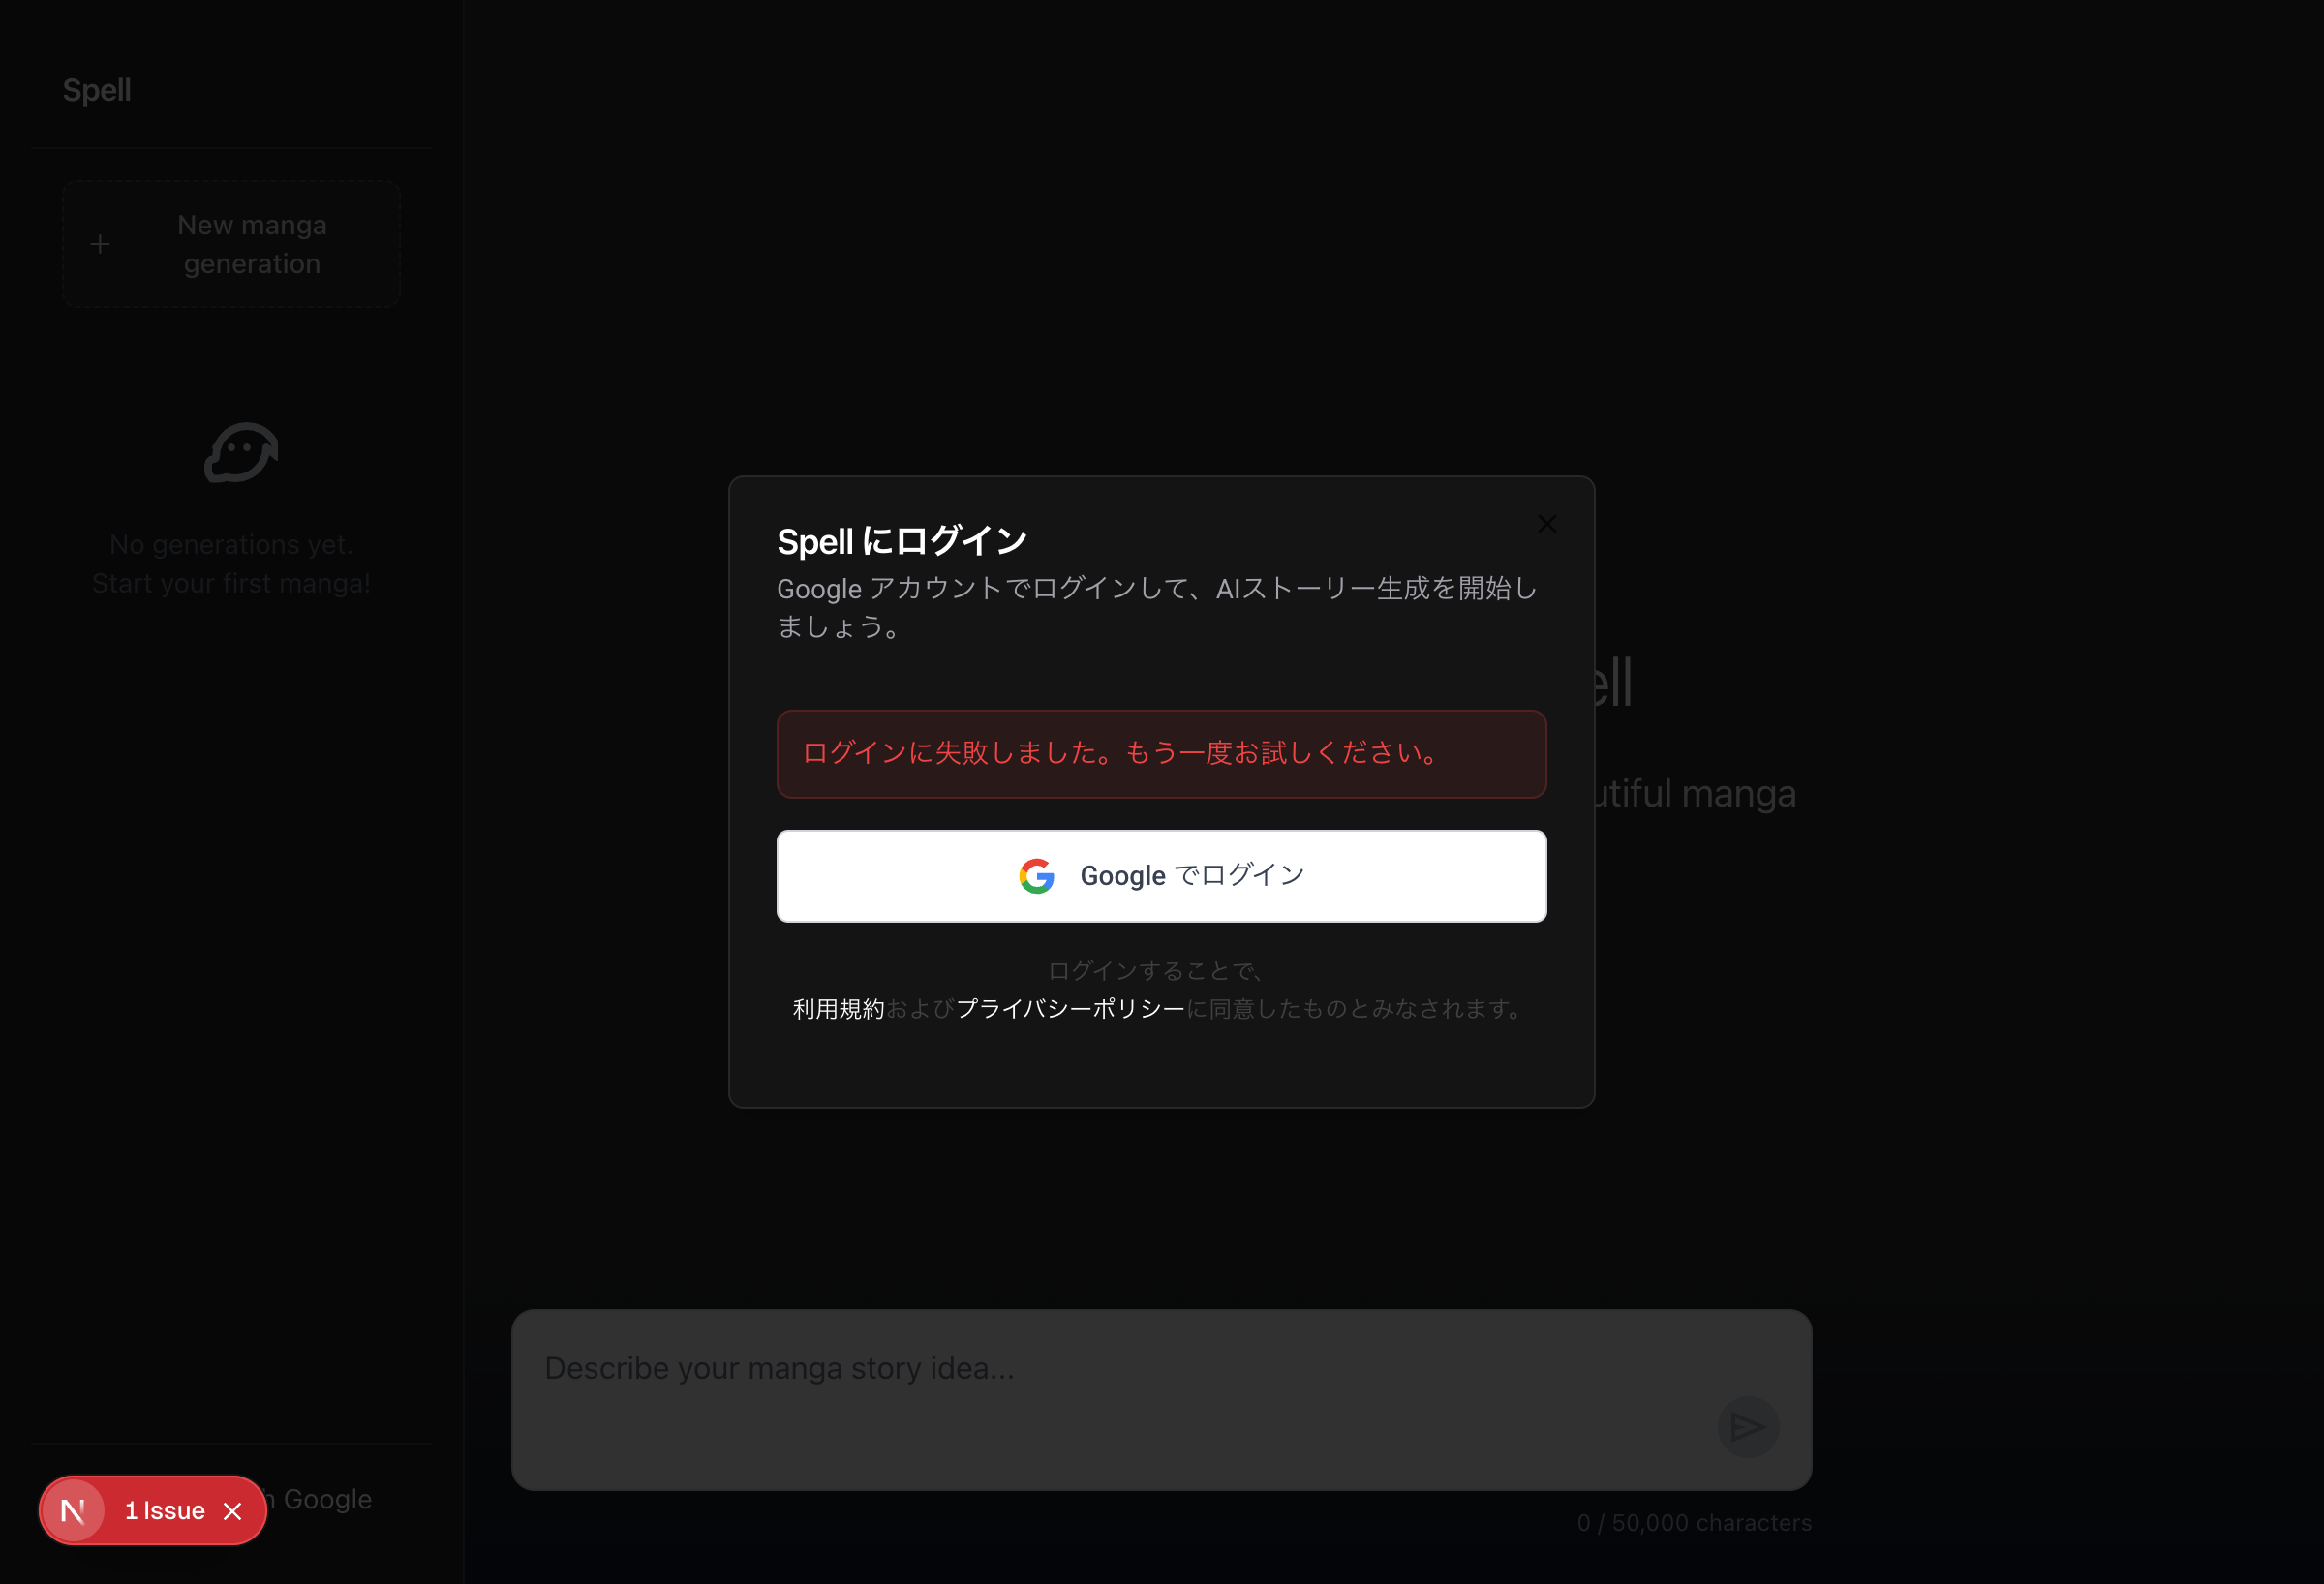 Spell
New manga
generation
No generations yet.
Start your first manga!
Spell にログイン
Google アカウントでログインして、AIストーリー生成を開始し
ましょう。
ell
utiful manga
ログインに失敗しました。もう一度お試しください。
Google でログイン
ログインすることで、
利用規約およびプライバシーポリシーに同意したものとみなされます。
Describe your manga story idea...
0 / 50,000 characters
N 1 Issue
Google